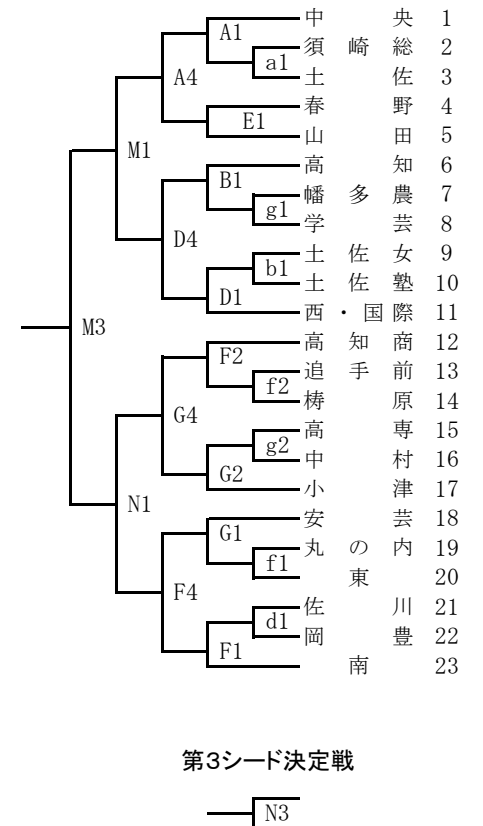 A1 中央 1
須崎総 2
a1 土佐 3
A4 春野 4
E1 山田 5
M1 高知 6
B1 幡多農 7
g1 学芸 8
D4 土佐女 9
b1 土佐塾 10
D1 西・国際 11
M3 高知商 12
F2 追手前 13
f2 梼原 14
G4 高専 15
g2 中村 16
G2 小津 17
N1 安芸 18
G1 丸の内 19
f1 東 20
F4 佐川 21
d1 岡豊 22
F1 南 23
第3シード決定戦
N3